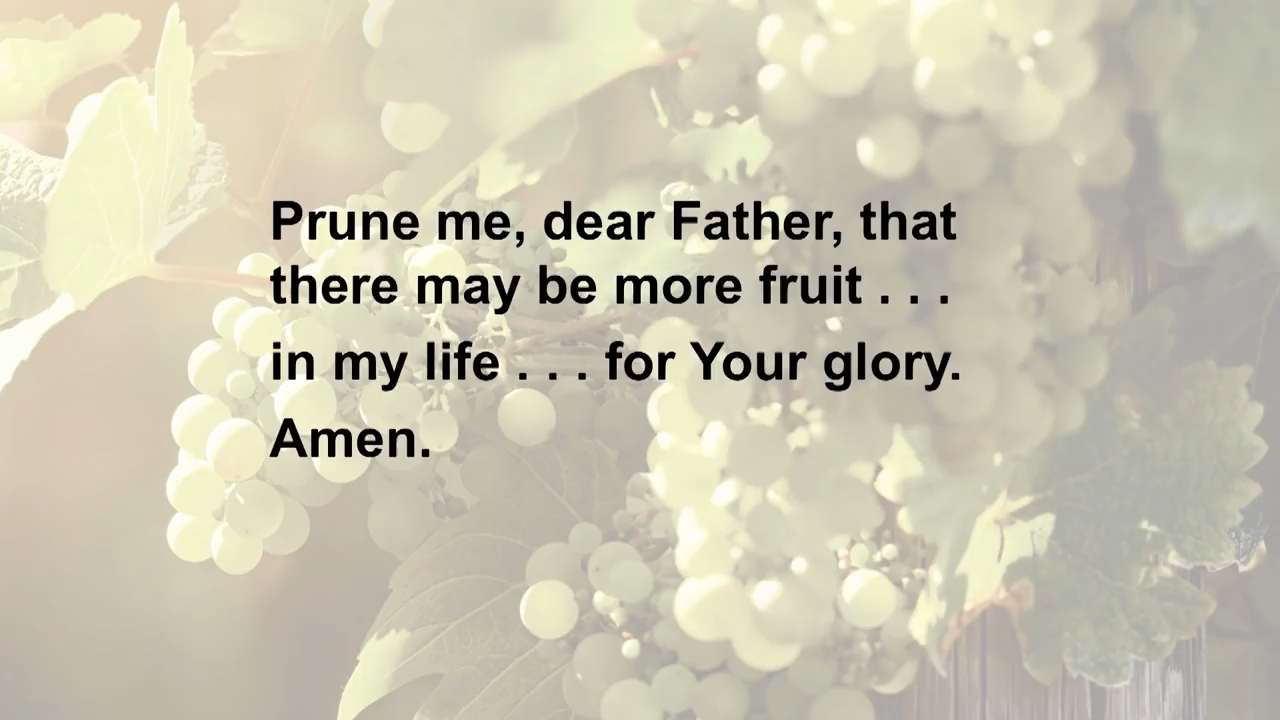 Prune me, dear Father, that
there may be more fruit . . .
in my life . . . for Your glory.
Amen.